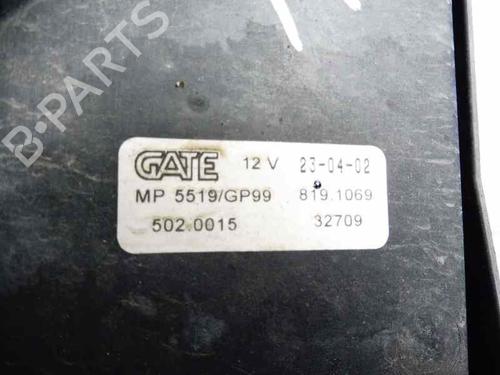 B-PARTS
GATE 12 V 23-04-02
MP 5519/GP99 819.1069
502.0015 32709